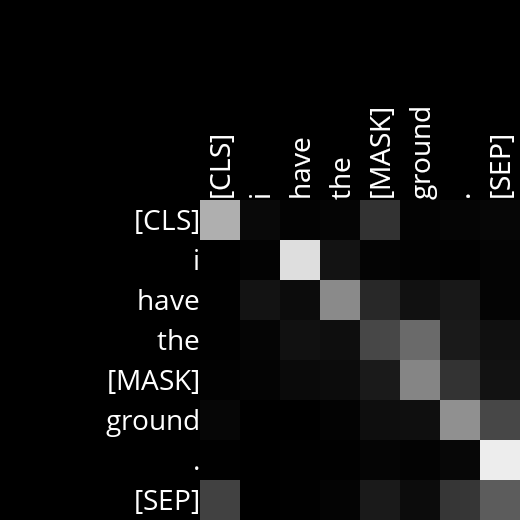 [CLS] i have the [MASK] ground . [SEP]
[CLS]
i
have
the
[MASK]
ground
.
[SEP]